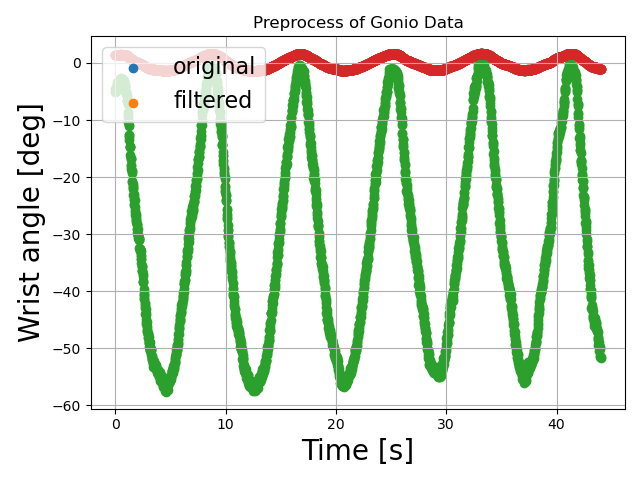 Preprocess of Gonio Data
original
filtered
0
−10
−20
−30
−40
−50
−60
Wrist angle [deg]
0 10 20 30 40
Time [s]